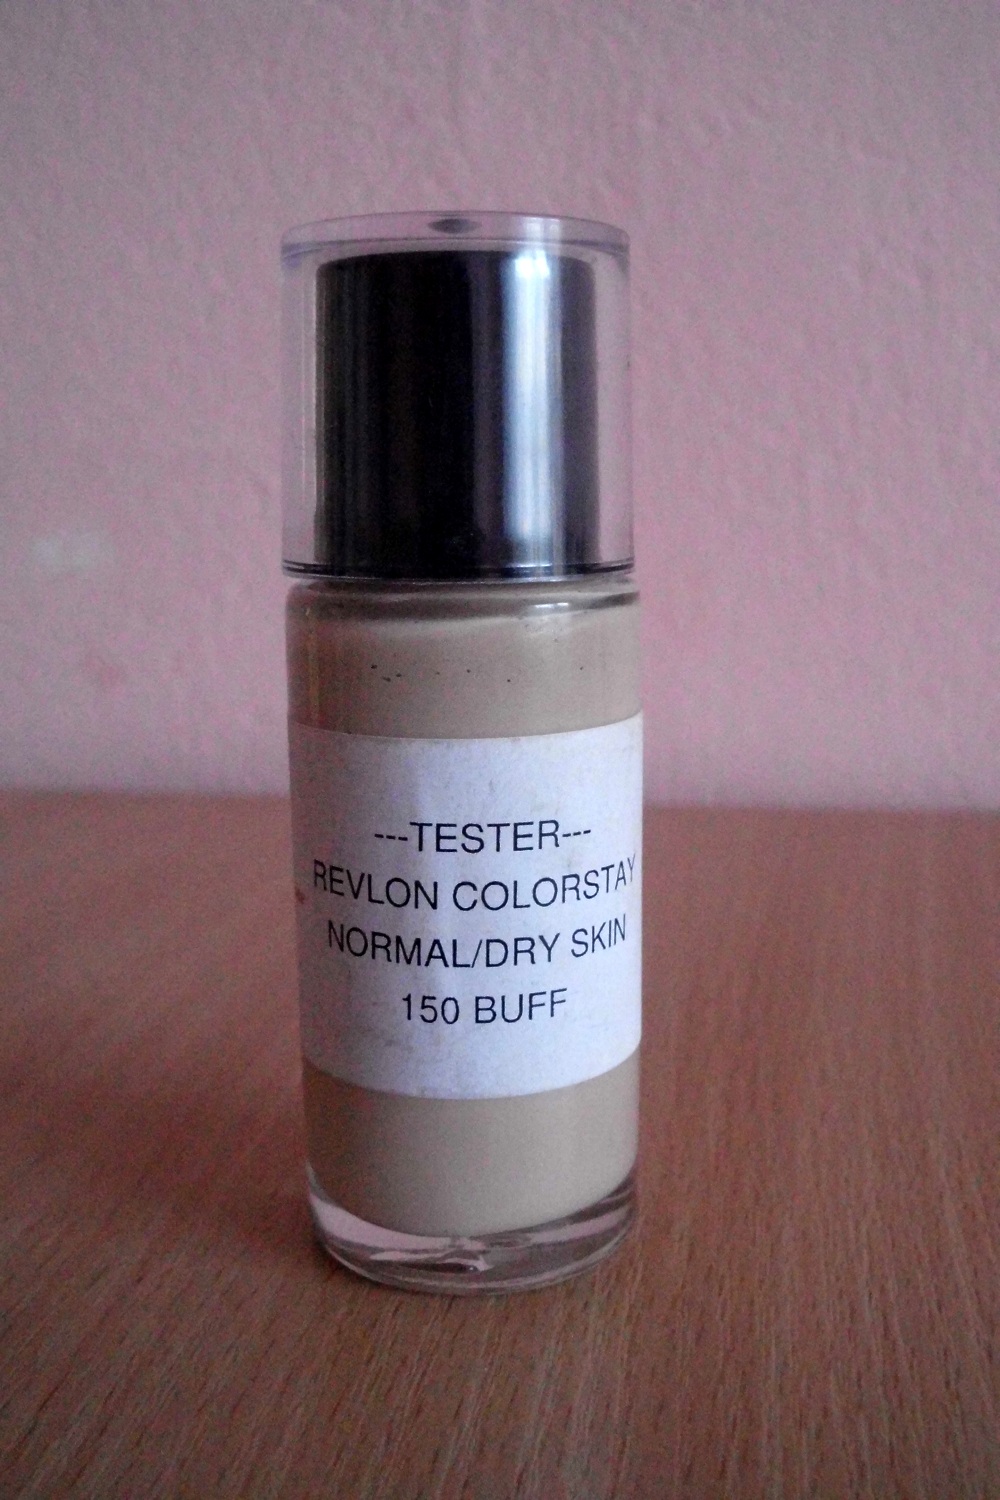 ---TESTER---
REVLON COLORSTAY
NORMAL/DRY SKIN
150 BUFF